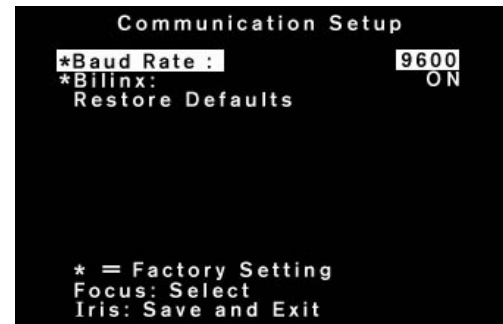 Communication Setup
*Baud Rate : 9600
*Bilinx: ON
Restore Defaults
* = Factory Setting
Focus: Select
Iris: Save and Exit